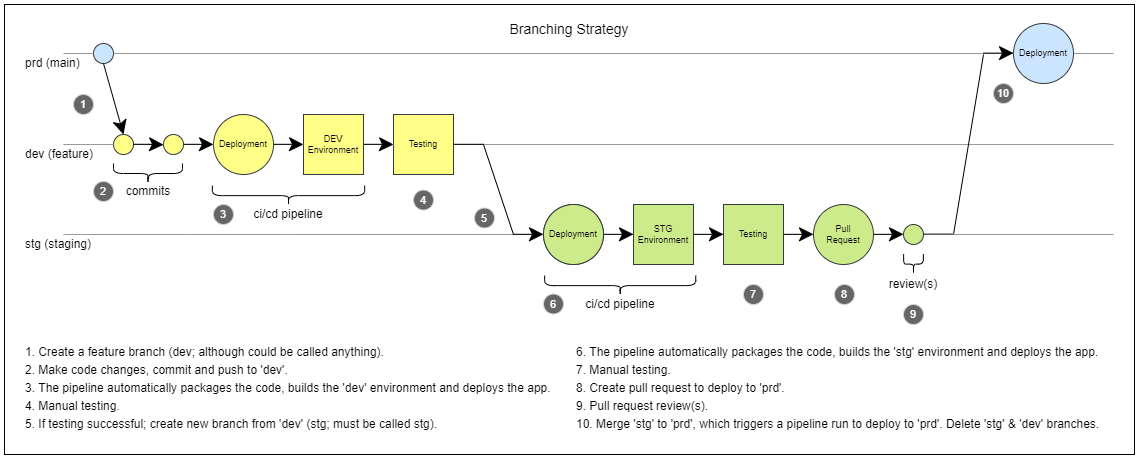 Branching Strategy
prd (main)
Deployment
1
10
dev (feature)
Deployment
DEV
Environment
Testing
2
commits
3
ci/cd pipeline
4
5
stg (staging)
Deployment
STG
Environment
Testing
Pull
Request
6
ci/cd pipeline
7
8
review(s)
9
1. Create a feature branch (dev; although could be called anything).
2. Make code changes, commit and push to 'dev'.
3. The pipeline automatically packages the code, builds the 'dev' environment and deploys the app.
4. Manual testing.
5. If testing successful; create new branch from 'dev' (stg; must be called stg).
6. The pipeline automatically packages the code, builds the 'stg' environment and deploys the app.
7. Manual testing.
8. Create pull request to deploy to 'prd'.
9. Pull request review(s).
10. Merge 'stg' to 'prd', which triggers a pipeline run to deploy to 'prd'. Delete 'stg' & 'dev' branches.